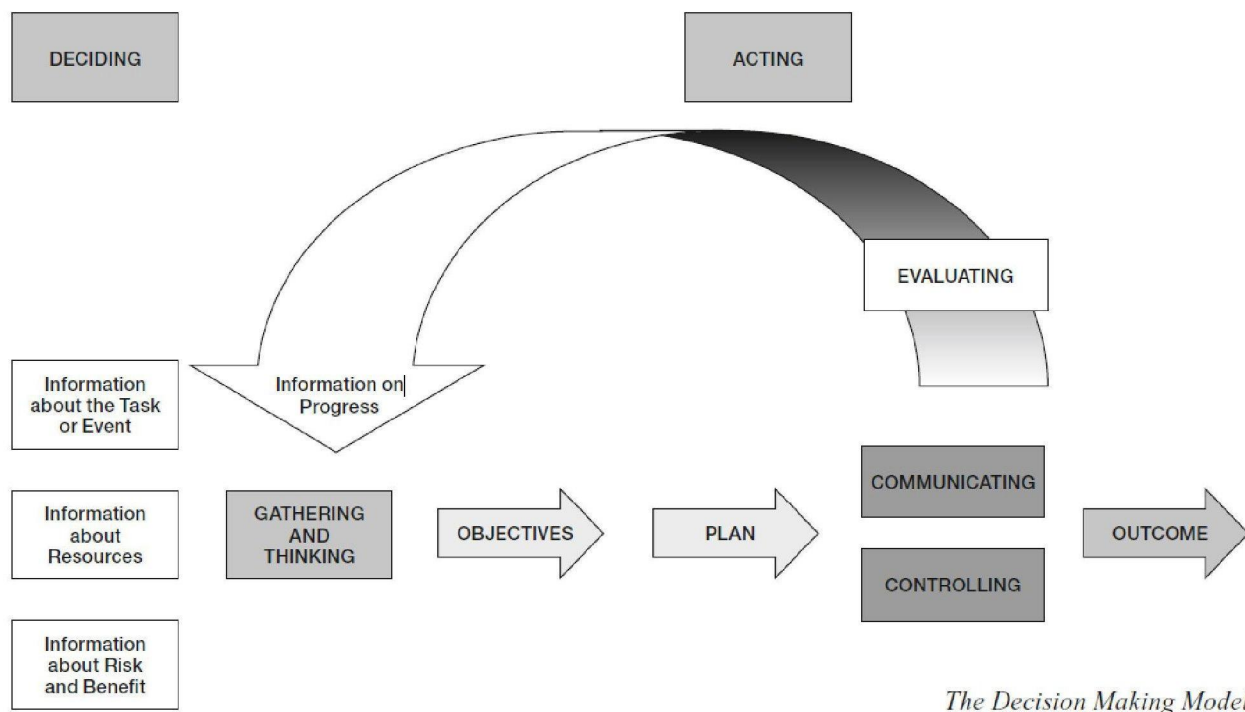 DECIDING
ACTING
EVALUATING
Information
about the Task
or Event
Information on
Progress
COMMUNICATING
Information
about
Resources
GATHERING
AND
THINKING
OBJECTIVES
PLAN
OUTCOME
CONTROLLING
Information
about Risk
and Benefit
The Decision Making Model